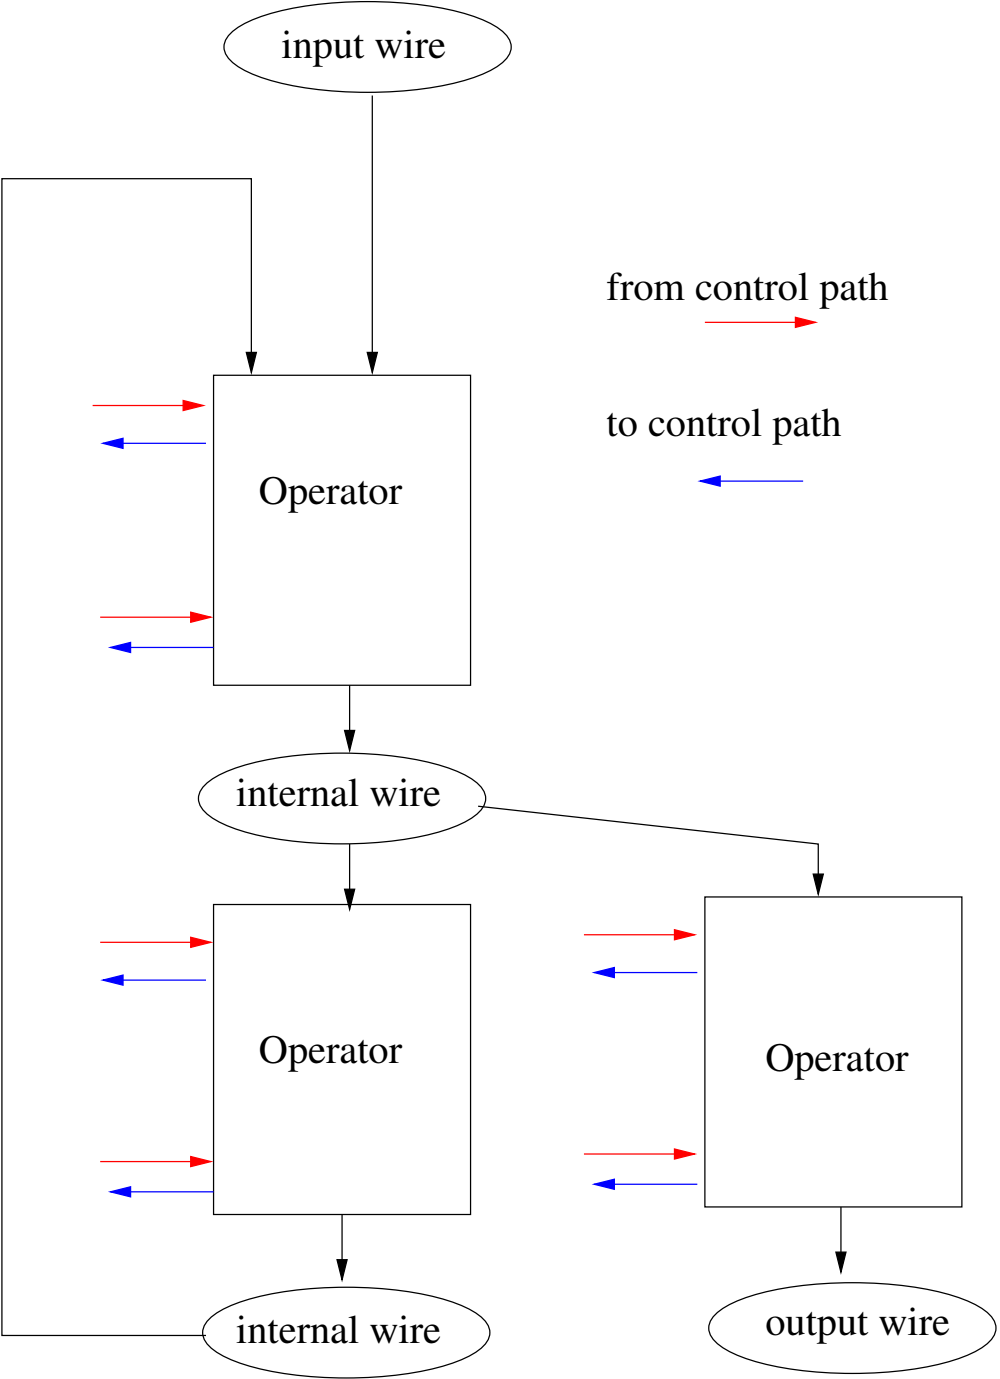 input wire
from control path
to control path
Operator
internal wire
Operator
Operator
internal wire
output wire